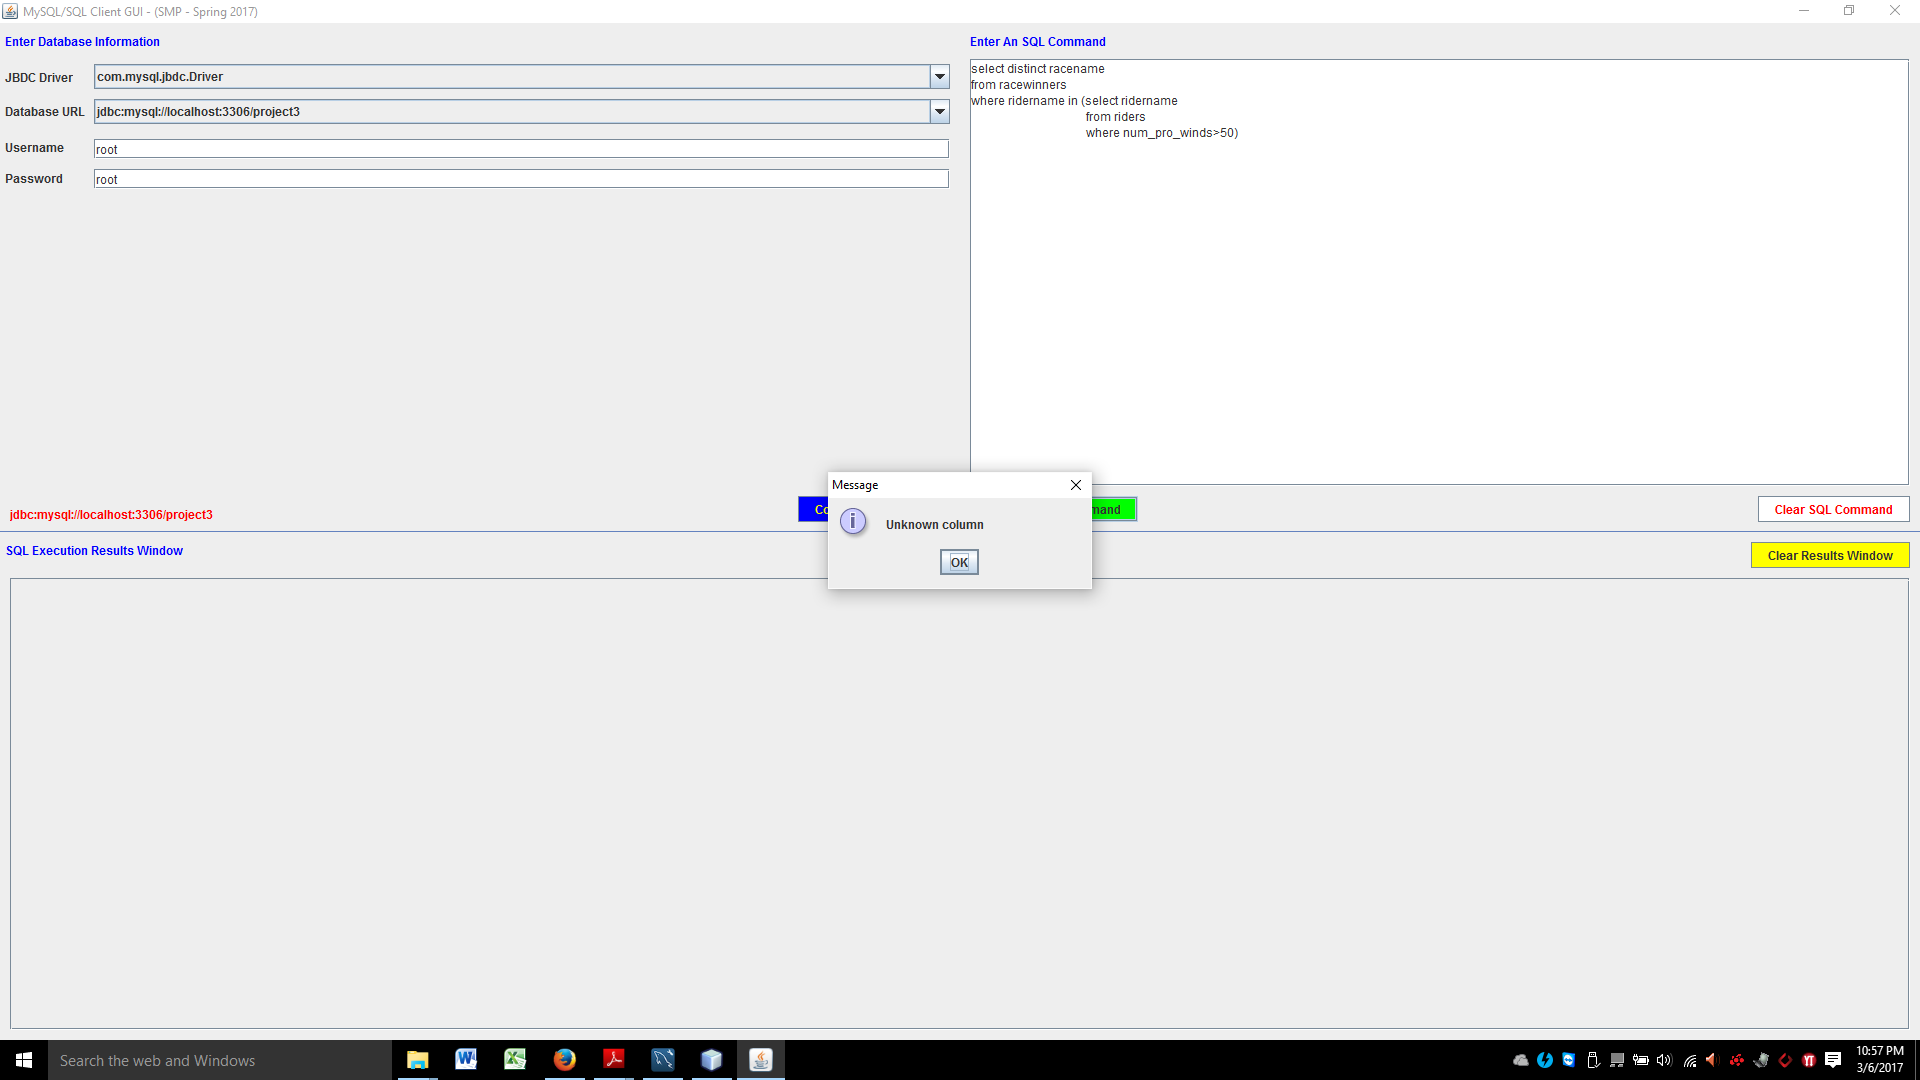 MySQL/SQL Client GUI - (SMP - Spring 2017)
Enter Database Information
JBDC Driver
com.mysql.jbdc.Driver
Database URL
jdbc:mysql://localhost:3306/project3
Username
root
Password
root
Enter An SQL Command
select distinct racename
from racewinners
where ridername in (select ridername
from riders
where num_pro_winds>50)
jdbc:mysql://localhost:3306/project3
Clear SQL Command
Message
Unknown column
OK
SQL Execution Results Window
Clear Results Window
Search the web and Windows
10:57 PM
3/6/2017